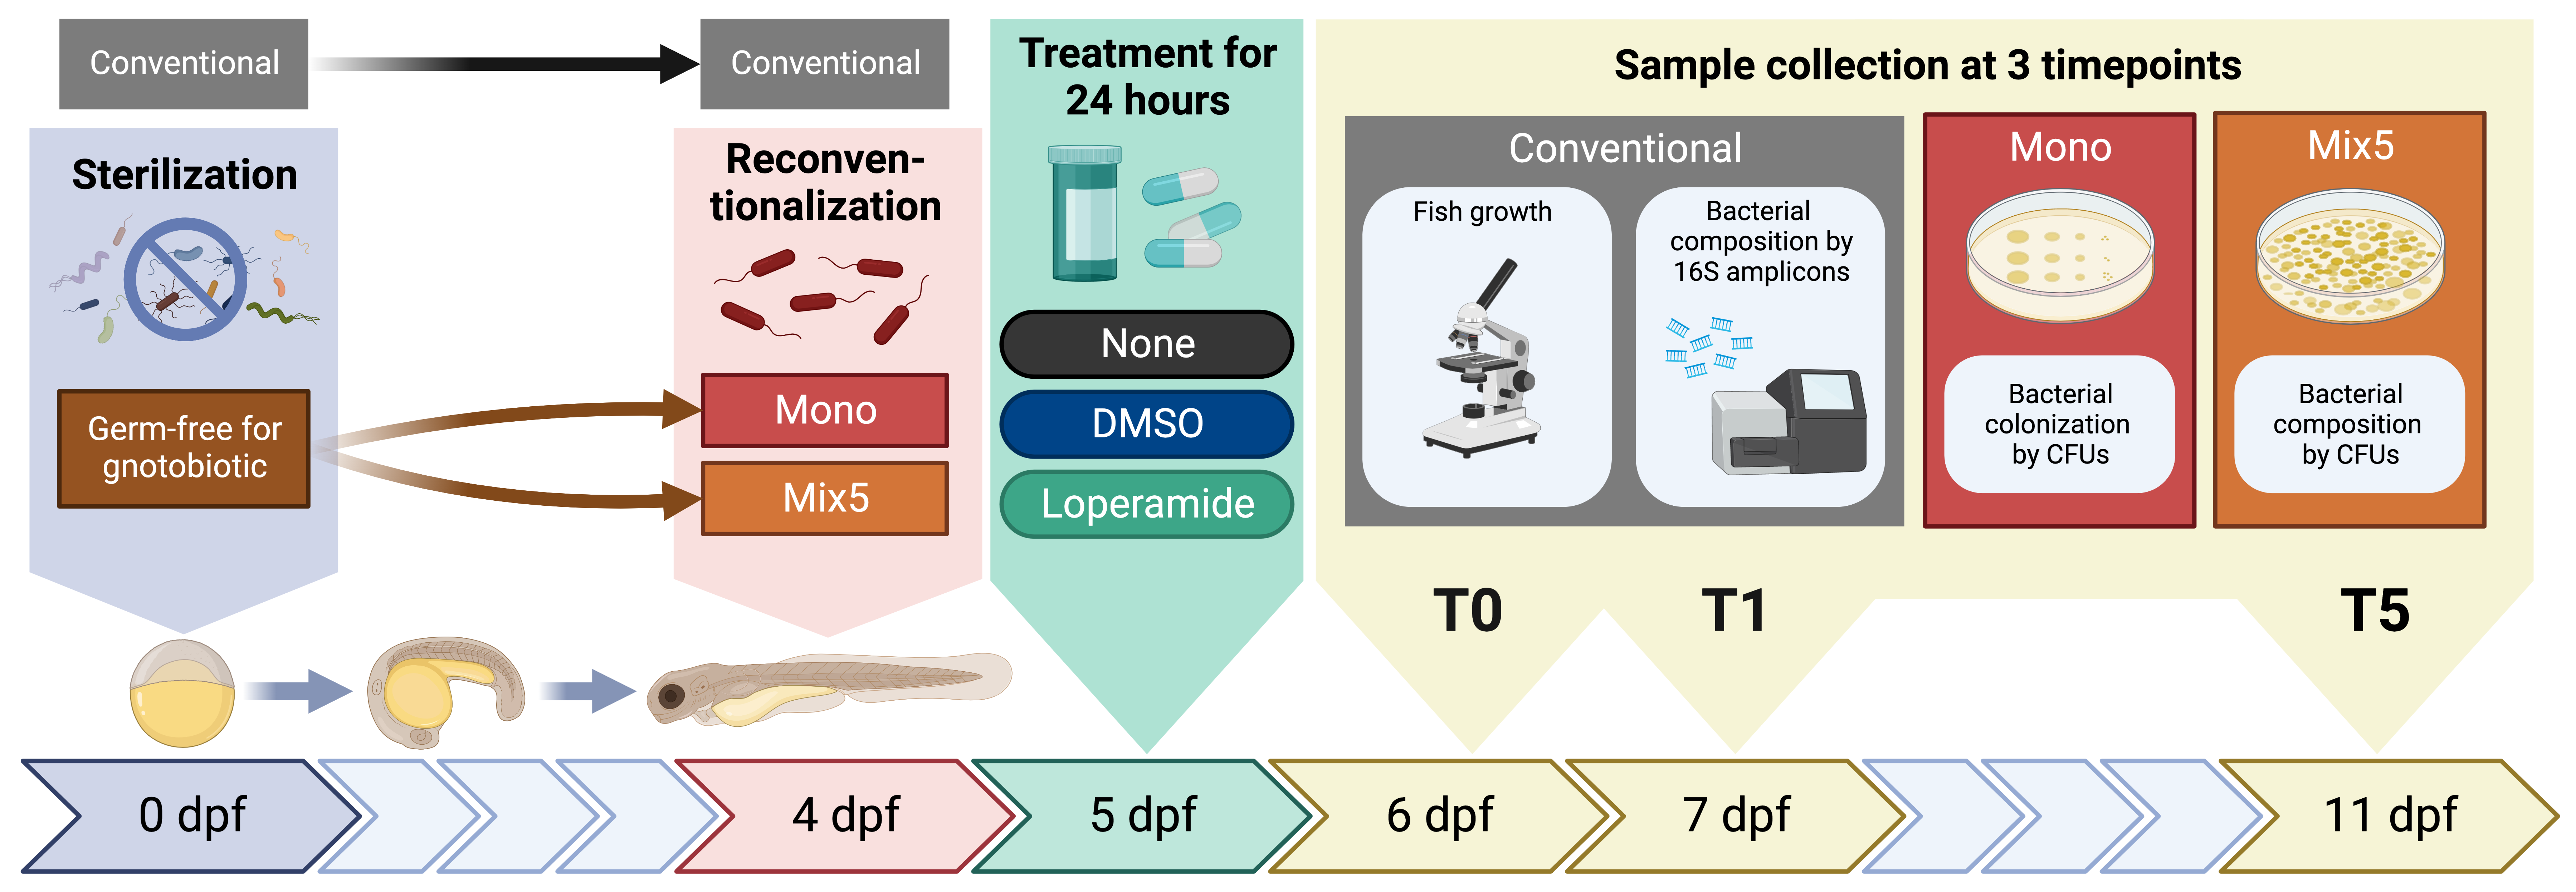 Conventional
Conventional
Sterilization
Germ-free for
gnotobiotic
Reconven-
tionalization
Mono
Mix5
Treatment for
24 hours
None
DMSO
Loperamide
Sample collection at 3 timepoints
Conventional
Fish growth
Bacterial
composition by
16S amplicons
Mono
Bacterial
colonization
by CFUs
Mix5
Bacterial
composition
by CFUs
T0
T1
T5
0 dpf
4 dpf
5 dpf
6 dpf
7 dpf
11 dpf